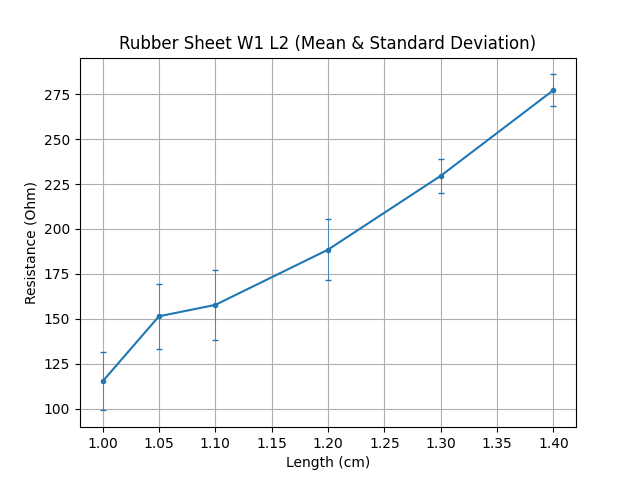 Rubber Sheet W1 L2 (Mean & Standard Deviation)
275
250
225
200
175
150
125
100
Resistance (Ohm)
1.00 1.05 1.10 1.15 1.20 1.25 1.30 1.35 1.40
Length (cm)